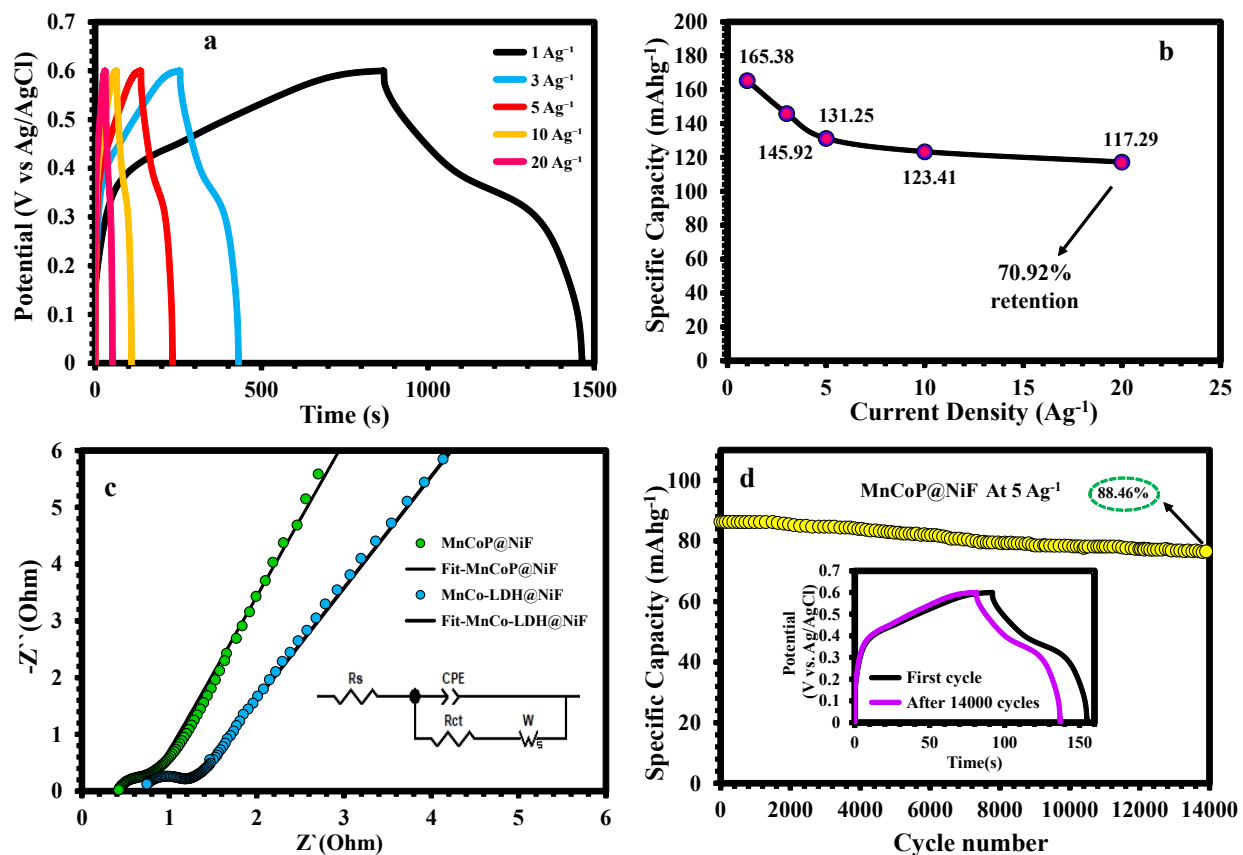 a
0.7
0.6
0.5
0.4
0.3
0.2
0.1
0
Potential (V vs Ag/AgCl)
1 Ag⁻¹
3 Ag⁻¹
5 Ag⁻¹
10 Ag⁻¹
20 Ag⁻¹
0 500 1000 1500
Time (s)
b
200
180
160
140
120
100
80
60
40
20
0
Specific Capacity (mAhg⁻¹)
165.38
145.92
131.25
123.41
117.29
70.92%
retention
0 5 10 15 20 25
Current Density (Ag⁻¹)
c
6
5
4
3
2
1
0
-Z`(Ohm)
MnCoP@NiF
Fit-MnCoP@NiF
MnCo-LDH@NiF
Fit-MnCo-LDH@NiF
Rs CPE
Rct W
s
0 1 2 3 4 5 6
Z`(Ohm)
d
100
80
60
40
20
0
Specific Capacity (mAhg⁻¹)
MnCoP@NiF At 5 Ag⁻¹
88.46%
0.7
0.6
0.5
0.4
0.3
0.2
0.1
0
Potential
(V vs. Ag/AgCl)
First cycle
After 14000 cycles
0 50 100 150
Time(s)
0 2000 4000 6000 8000 10000 12000 14000
Cycle number